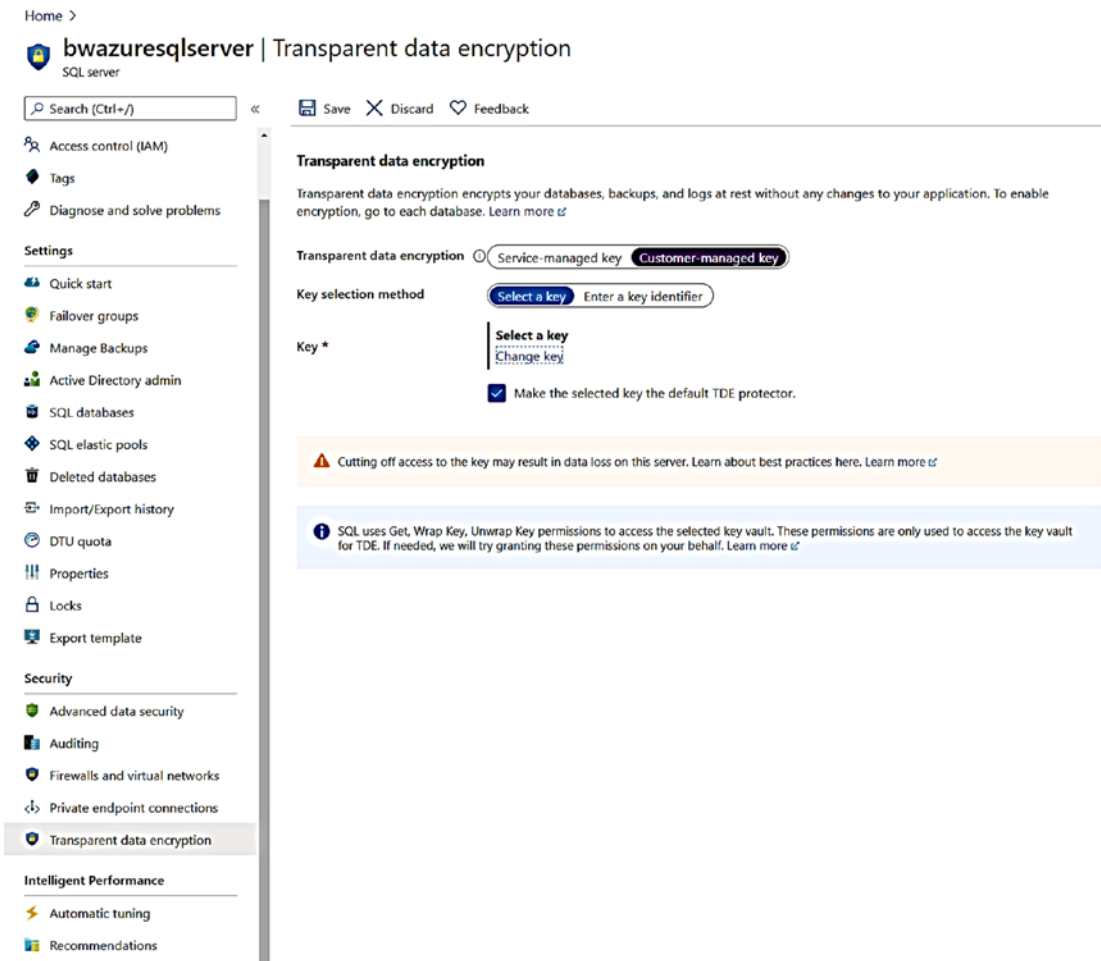 Home >
bwazuresqlserver | Transparent data encryption
SQL server
Search (Ctrl+/)
«
Save
Discard
Feedback
Access control (IAM)
Tags
Diagnose and solve problems
Settings
Quick start
Failover groups
Manage Backups
Active Directory admin
SQL databases
SQL elastic pools
Deleted databases
Import/Export history
DTU quota
Properties
Locks
Export template
Security
Advanced data security
Auditing
Firewalls and virtual networks
Private endpoint connections
Transparent data encryption
Intelligent Performance
Automatic tuning
Recommendations
Transparent data encryption
Transparent data encryption encrypts your databases, backups, and logs at rest without any changes to your application. To enable
encryption, go to each database. Learn more
Transparent data encryption Service-managed key Customer-managed key
Key selection method Select a key Enter a key identifier
Key *
Select a key
Change key
Make the selected key the default TDE protector.
Cutting off access to the key may result in data loss on this server. Learn about best practices here. Learn more
SQL uses Get, Wrap Key, Unwrap Key permissions to access the selected key vault. These permissions are only used to access the key vault
for TDE. If needed, we will try granting these permissions on your behalf. Learn more